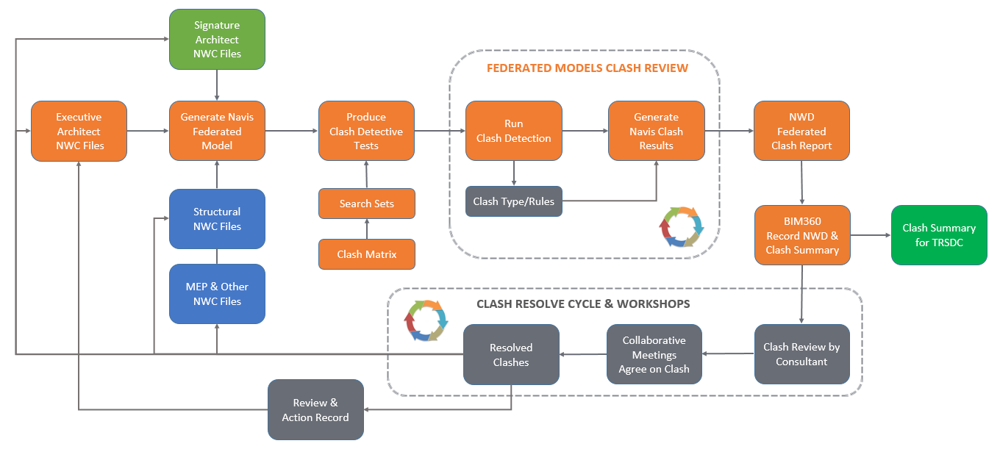 Signature
Architect
NWC Files
FEDERATED MODELS CLASH REVIEW
Executive
Architect
NWC Files
Generate Navis
Federated
Model
Produce
Clash Detective
Tests
Run
Clash Detection
Generate
Navis Clash
Results
NWD
Federated
Clash Report
Structural
NWC Files
Search Sets
Clash Type/Rules
Clash Matrix
BIM360
Record NWD &
Clash Summary
Clash Summary
for TRSDC
MEP & Other
NWC Files
CLASH RESOLVE CYCLE & WORKSHOPS
Resolved
Clashes
Collaborative
Meetings
Agree on Clash
Clash Review by
Consultant
Review &
Action Record